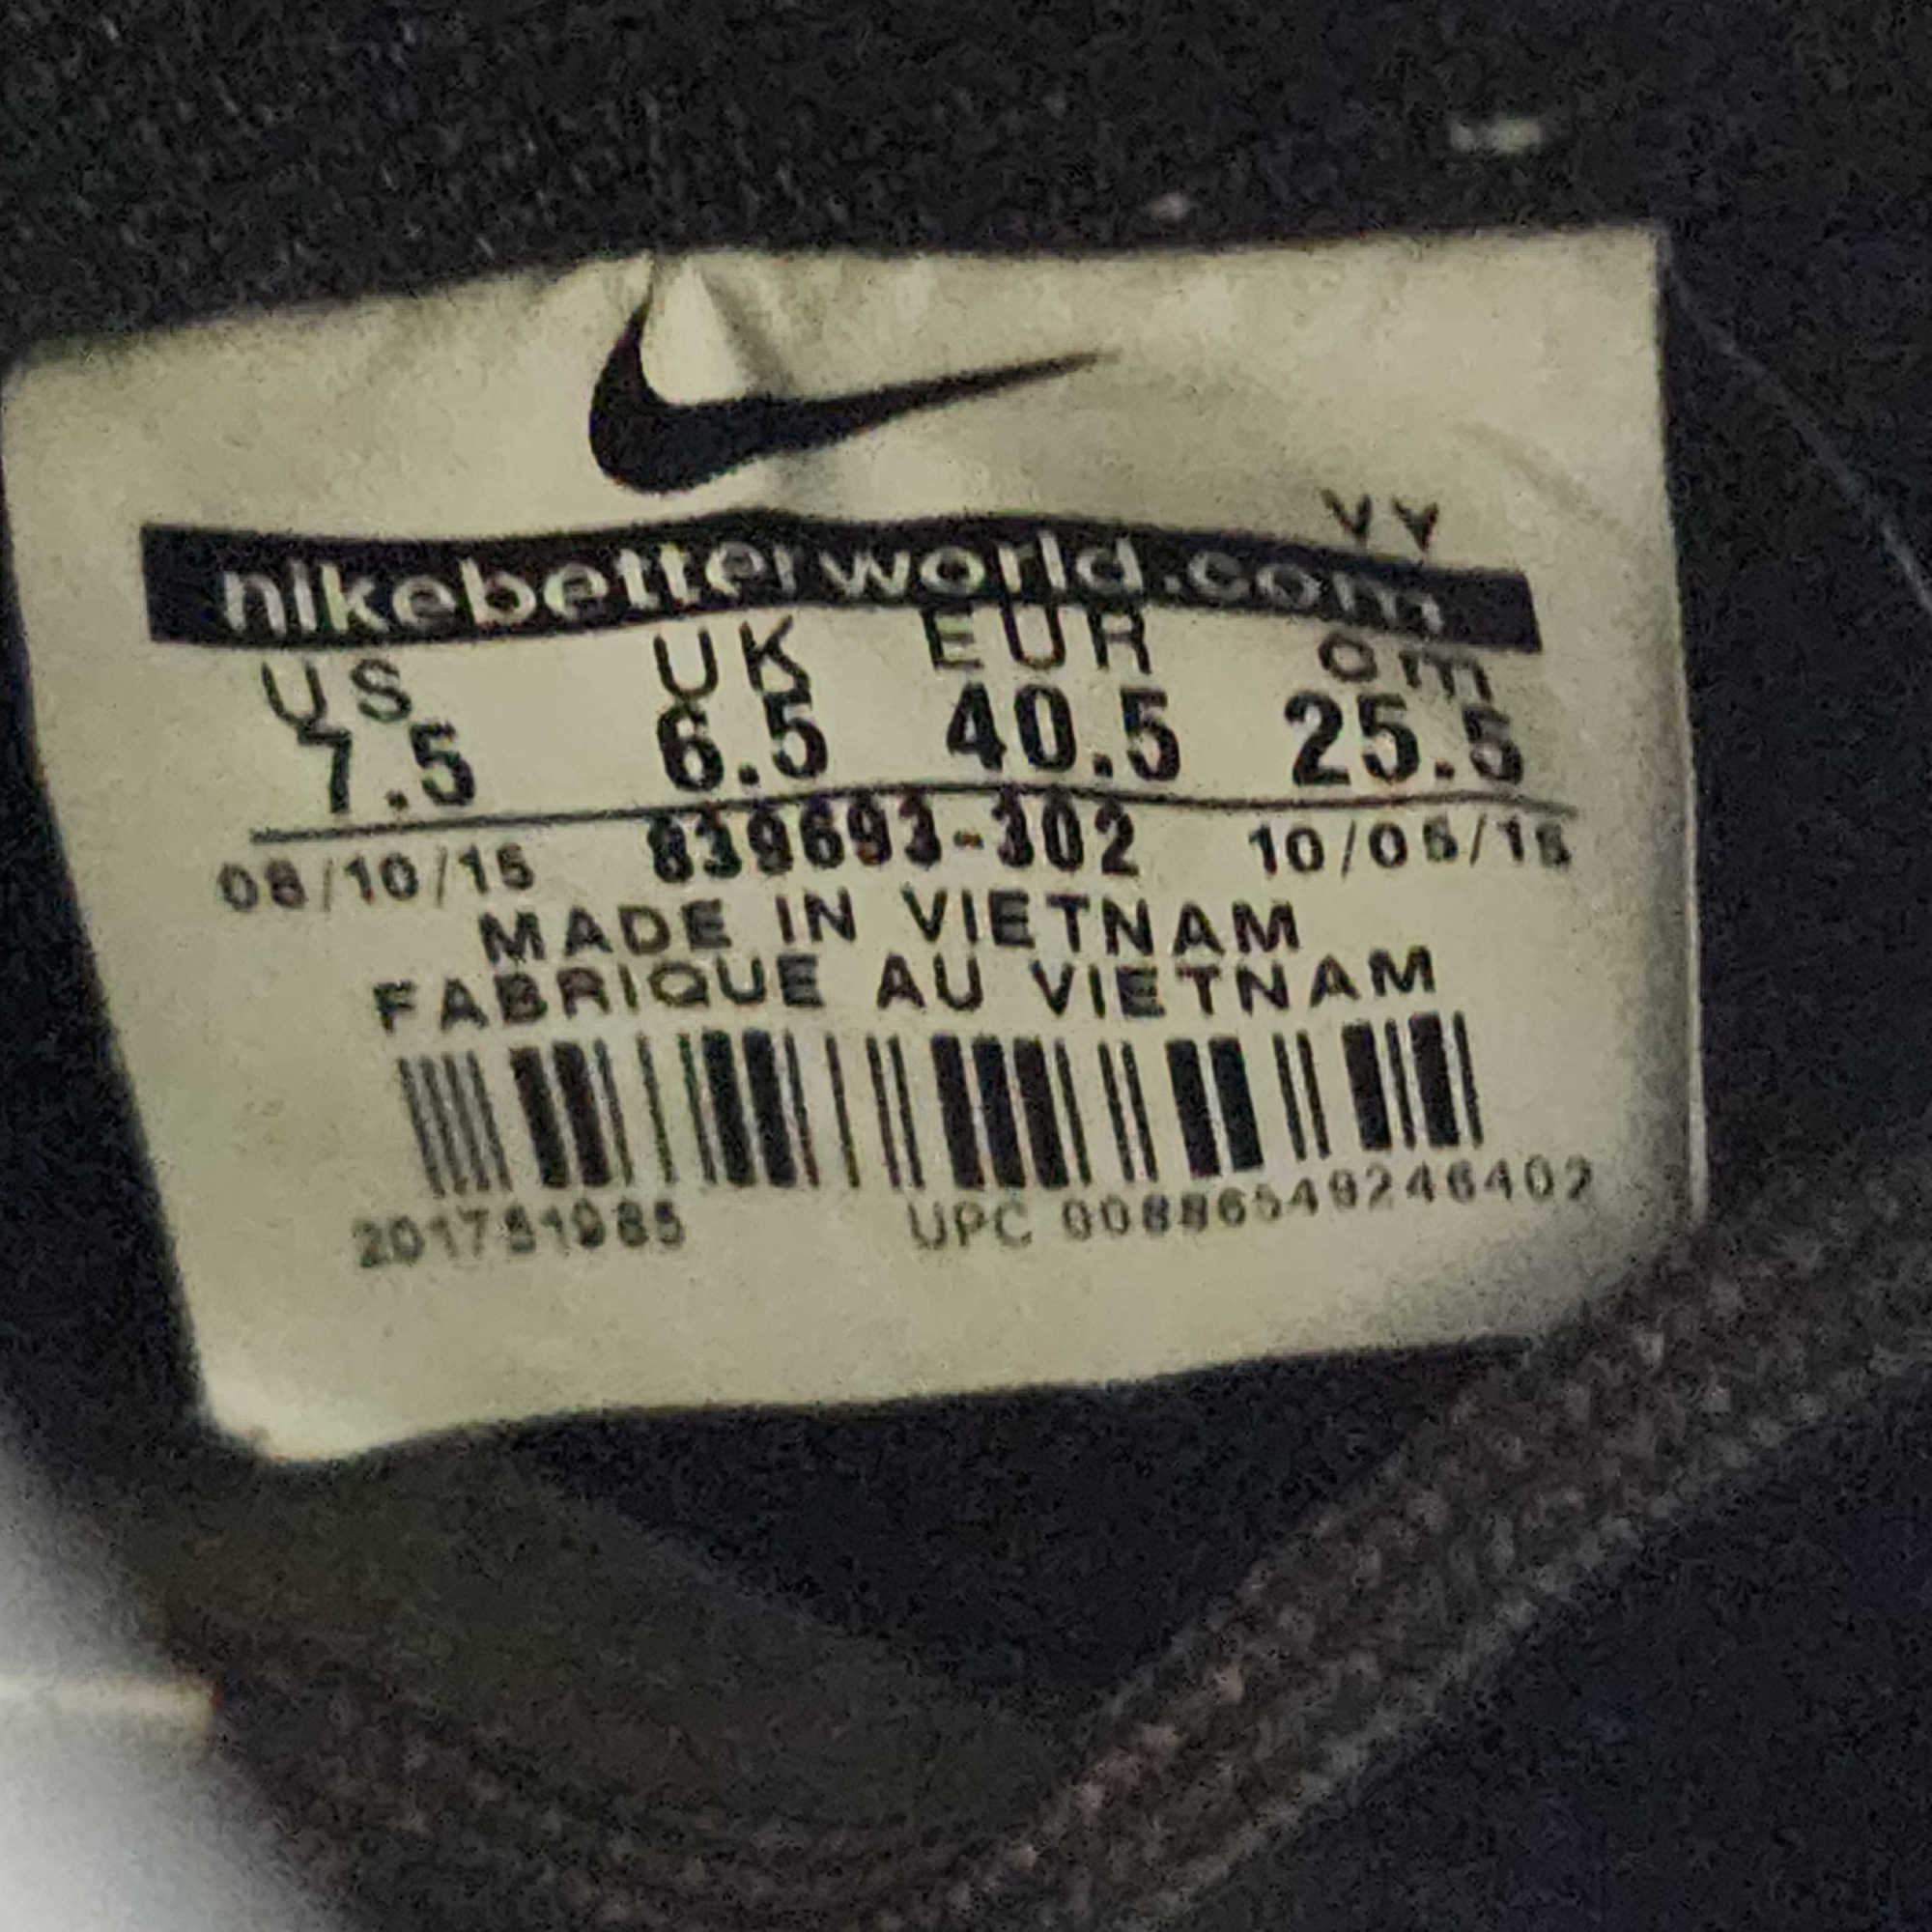 VY
nikebetterworld.com
US UK EUR cm
7.5 6.5 40.5 25.5
08/10/15 839693-302 10/05/15
MADE IN VIETNAM
FABRIQUE AU VIETNAM
201751985 UPC 00886549246402